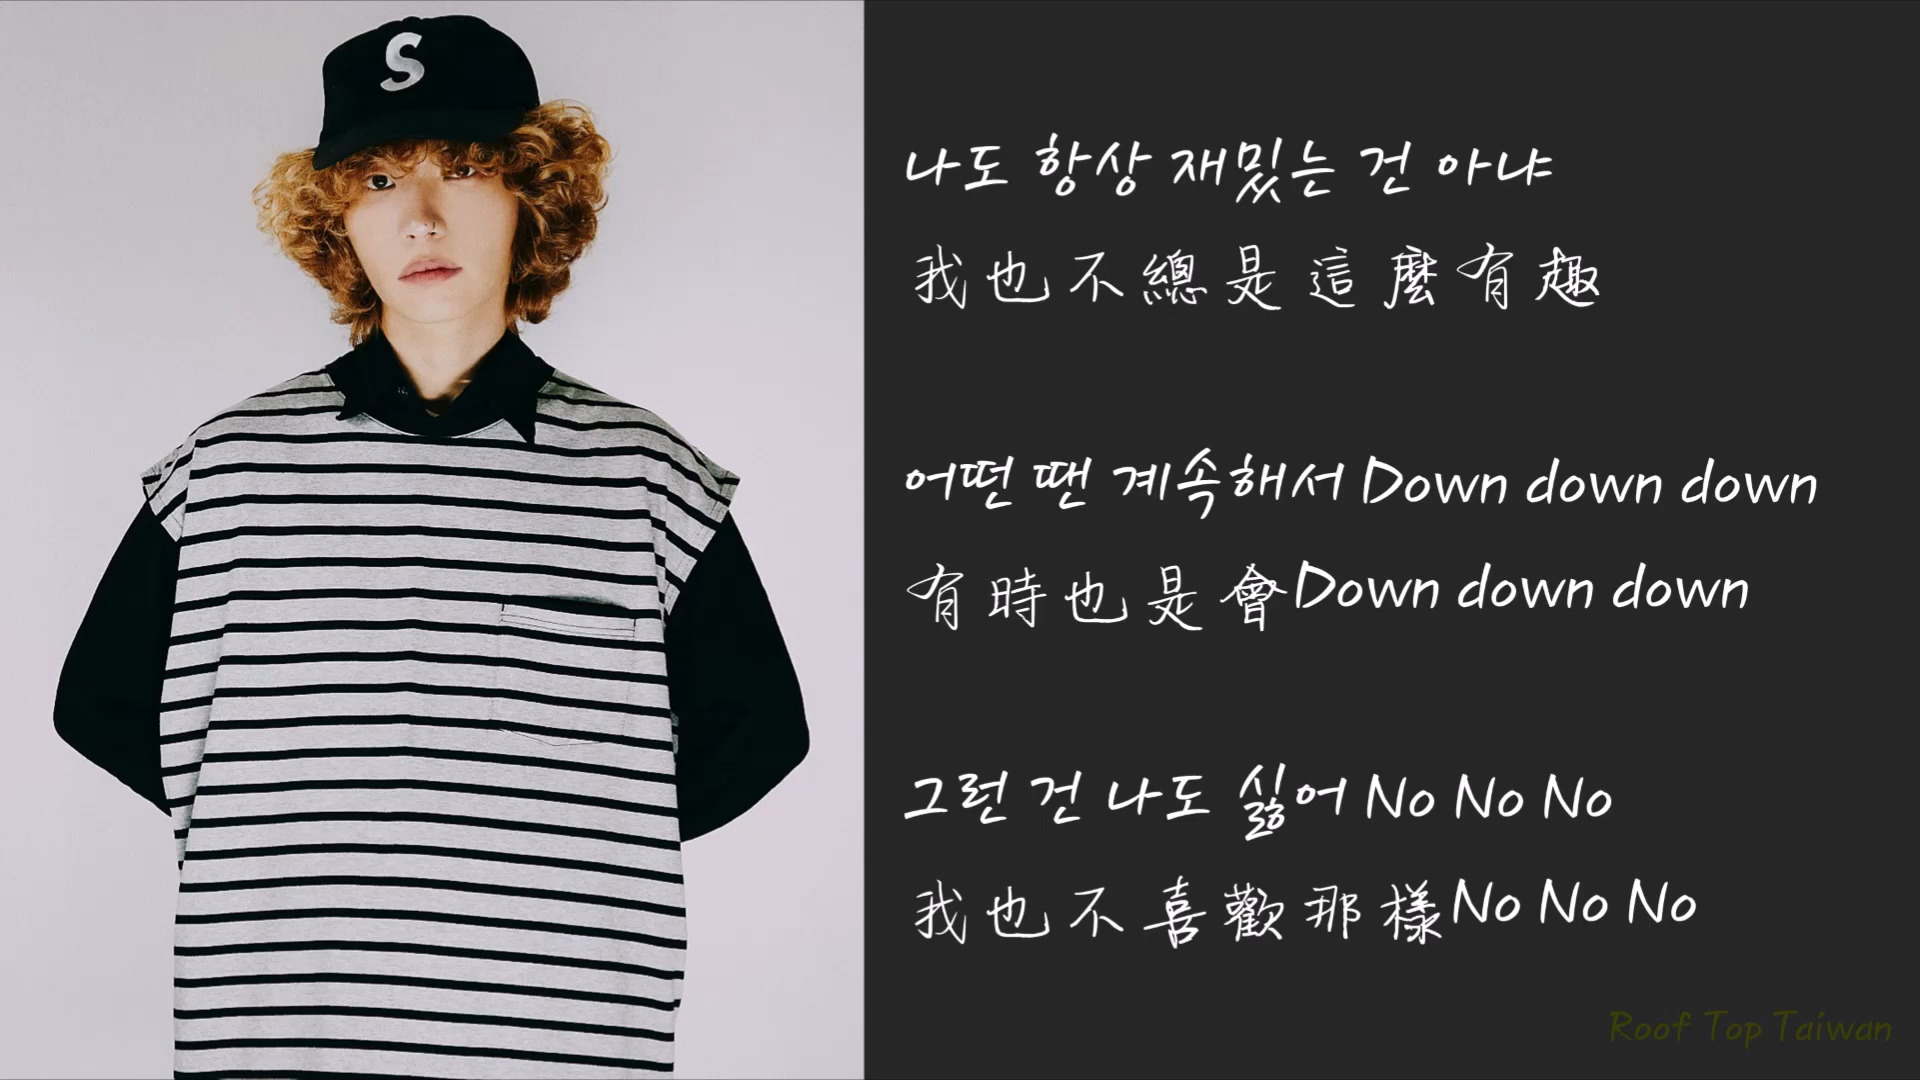 S
나도 항상 재밌는 건 아냐
我也不總是這麼有趣
어떤 땐 계속해서 Down down down
有時也是會Down down down
그런 건 나도 싫어 No No No
我也不喜歡那樣No No No
Roof Top Taiwan